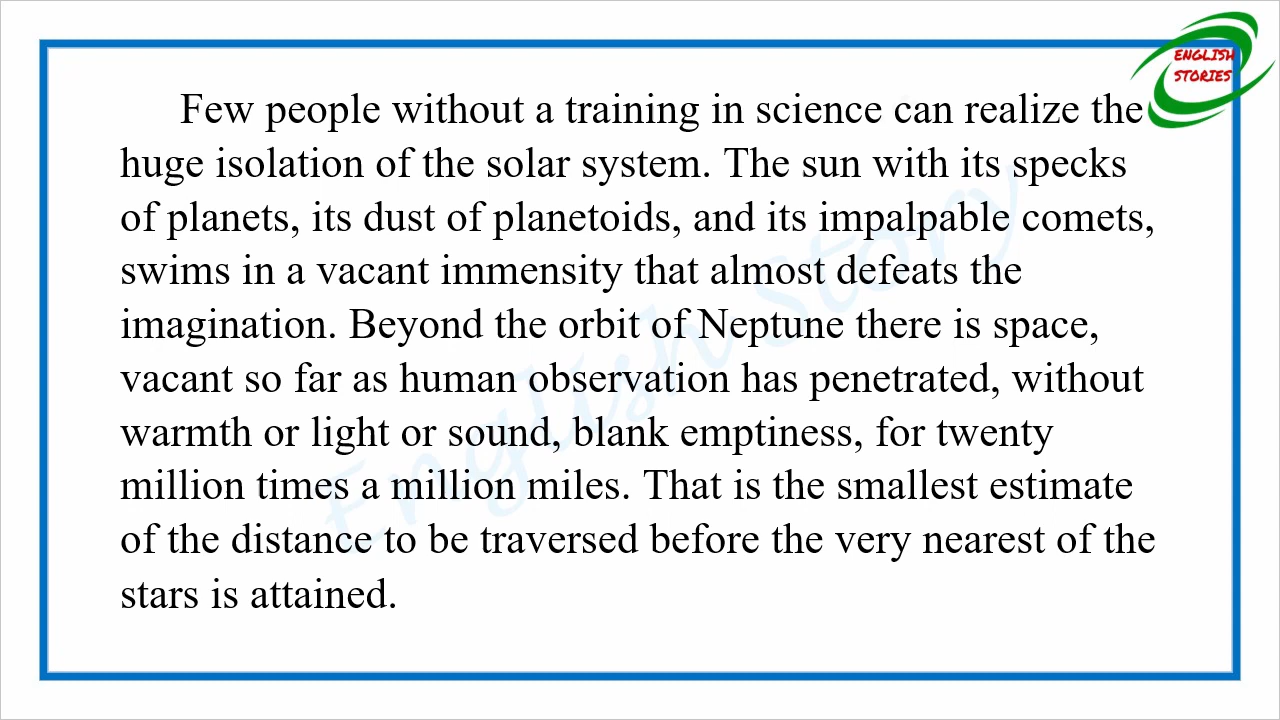 ENGLISH
STORIES
Few people without a training in science can realize the
huge isolation of the solar system. The sun with its specks
of planets, its dust of planetoids, and its impalpable comets,
swims in a vacant immensity that almost defeats the
imagination. Beyond the orbit of Neptune there is space,
vacant so far as human observation has penetrated, without
warmth or light or sound, blank emptiness, for twenty
million times a million miles. That is the smallest estimate
of the distance to be traversed before the very nearest of the
stars is attained.
English Story